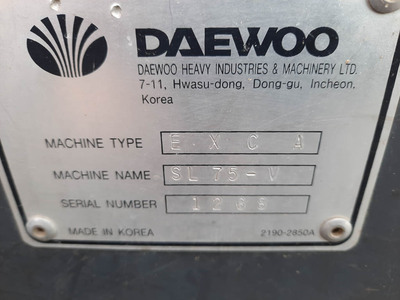 DAEWOO
DAEWOO HEAVY INDUSTRIES & MACHINERY LTD.
7-11, Hwasu-dong, Dong-gu, Incheon,
Korea
MACHINE TYPE E X C A
MACHINE NAME SL 75-V
SERIAL NUMBER
MADE IN KOREA 2190-2850A